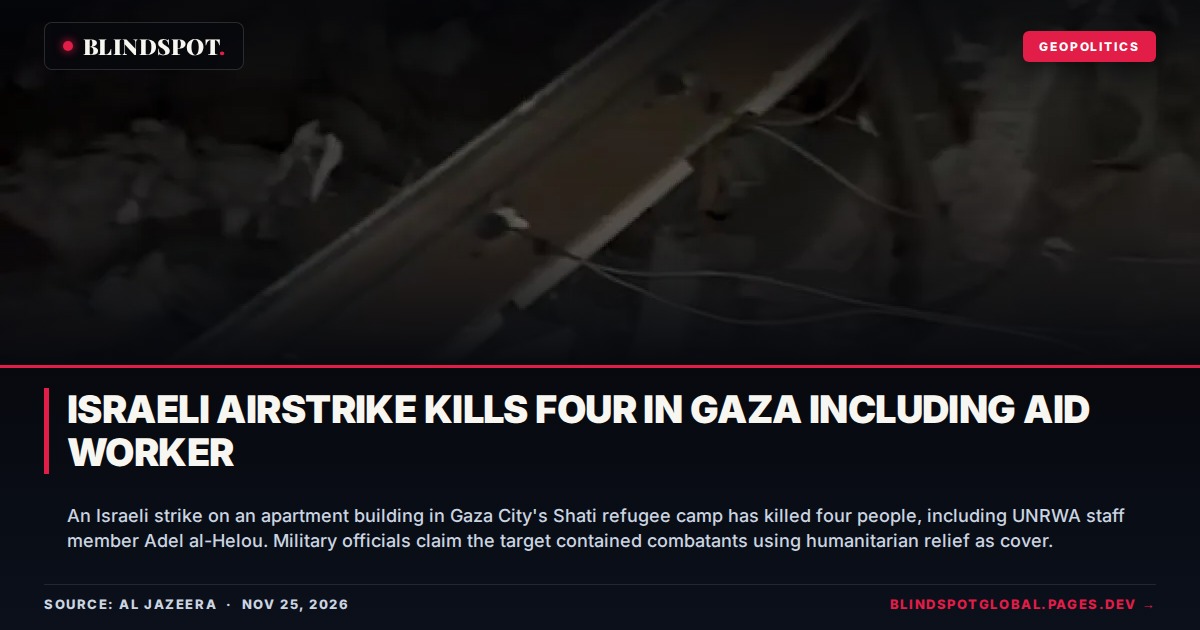 BLINDSPOT.
GEOPOLITICS
ISRAELI AIRSTRIKE KILLS FOUR IN GAZA INCLUDING AID
WORKER
An Israeli strike on an apartment building in Gaza City's Shati refugee camp has killed four people, including UNRWA staff
member Adel al-Helou. Military officials claim the target contained combatants using humanitarian relief as cover.
SOURCE: AL JAZEERA · NOV 25, 2026
BLINDSPOTGLOBAL.PAGES.DEV →